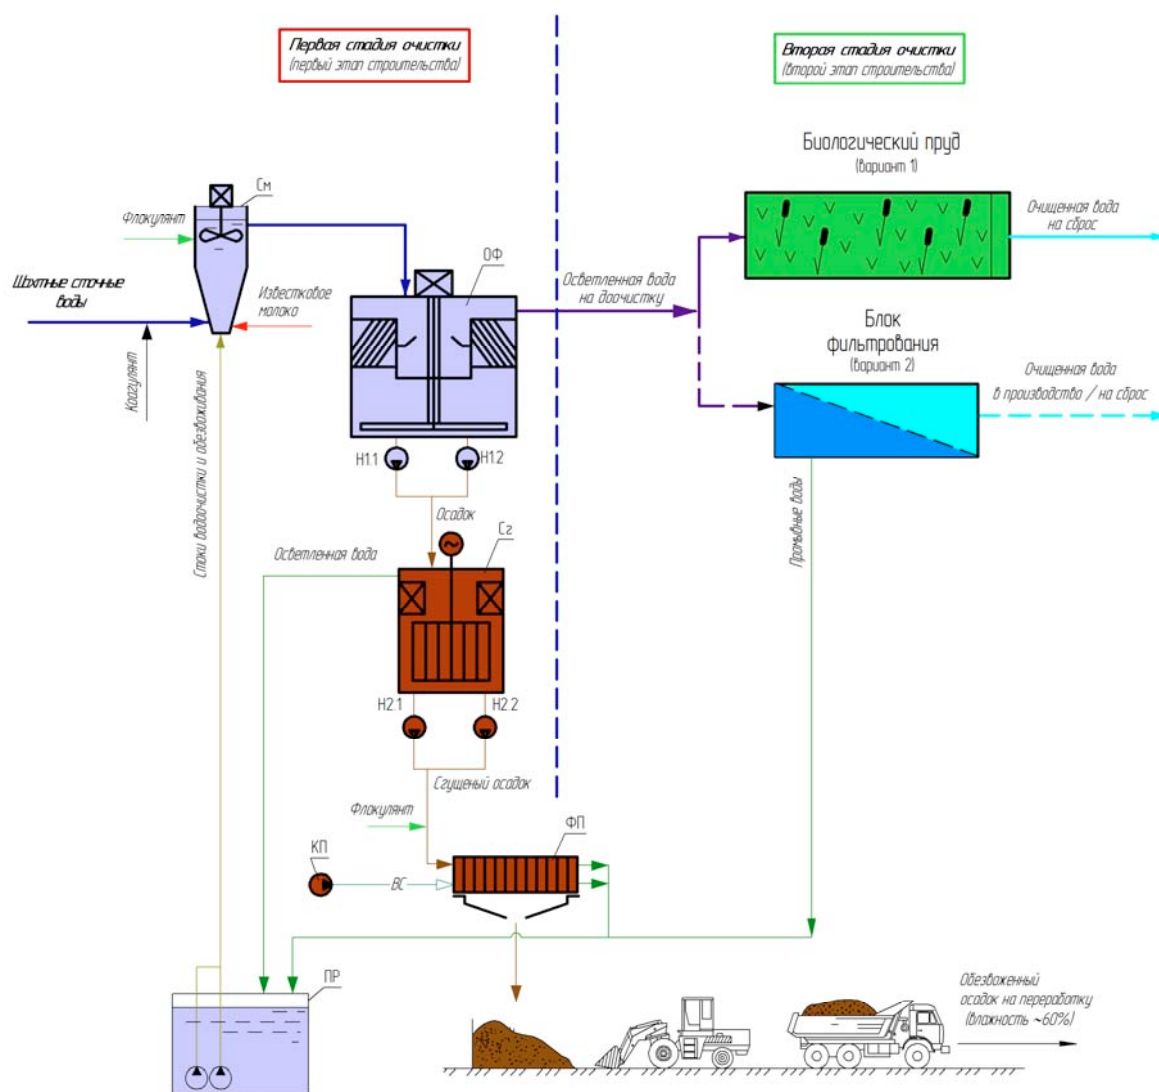 Первая стадия очистки
(первый этап строительства)
Вторая стадия очистки
(второй этап строительства)
Биологический пруд
(вариант 1)
См
Флокулянт
Очищенная вода
на сброс
ОФ
Осветленная вода
на доочистку
Шахтные сточные
воды
Известковое
молоко
Коагулянт
Блок
фильтрования
(вариант 2)
Очищенная вода
в производство / на сброс
Н1.1
Н1.2
Стоки водоочистки и обезваживания
Осадок
Сг
Осветленная вода
Промывные воды
Н2.1
Н2.2
Сгущеный осадок
Флокулянт
ФП
КП
ВС
ПР
Обезваженный
осадок на переработку
(влажность ~60%)